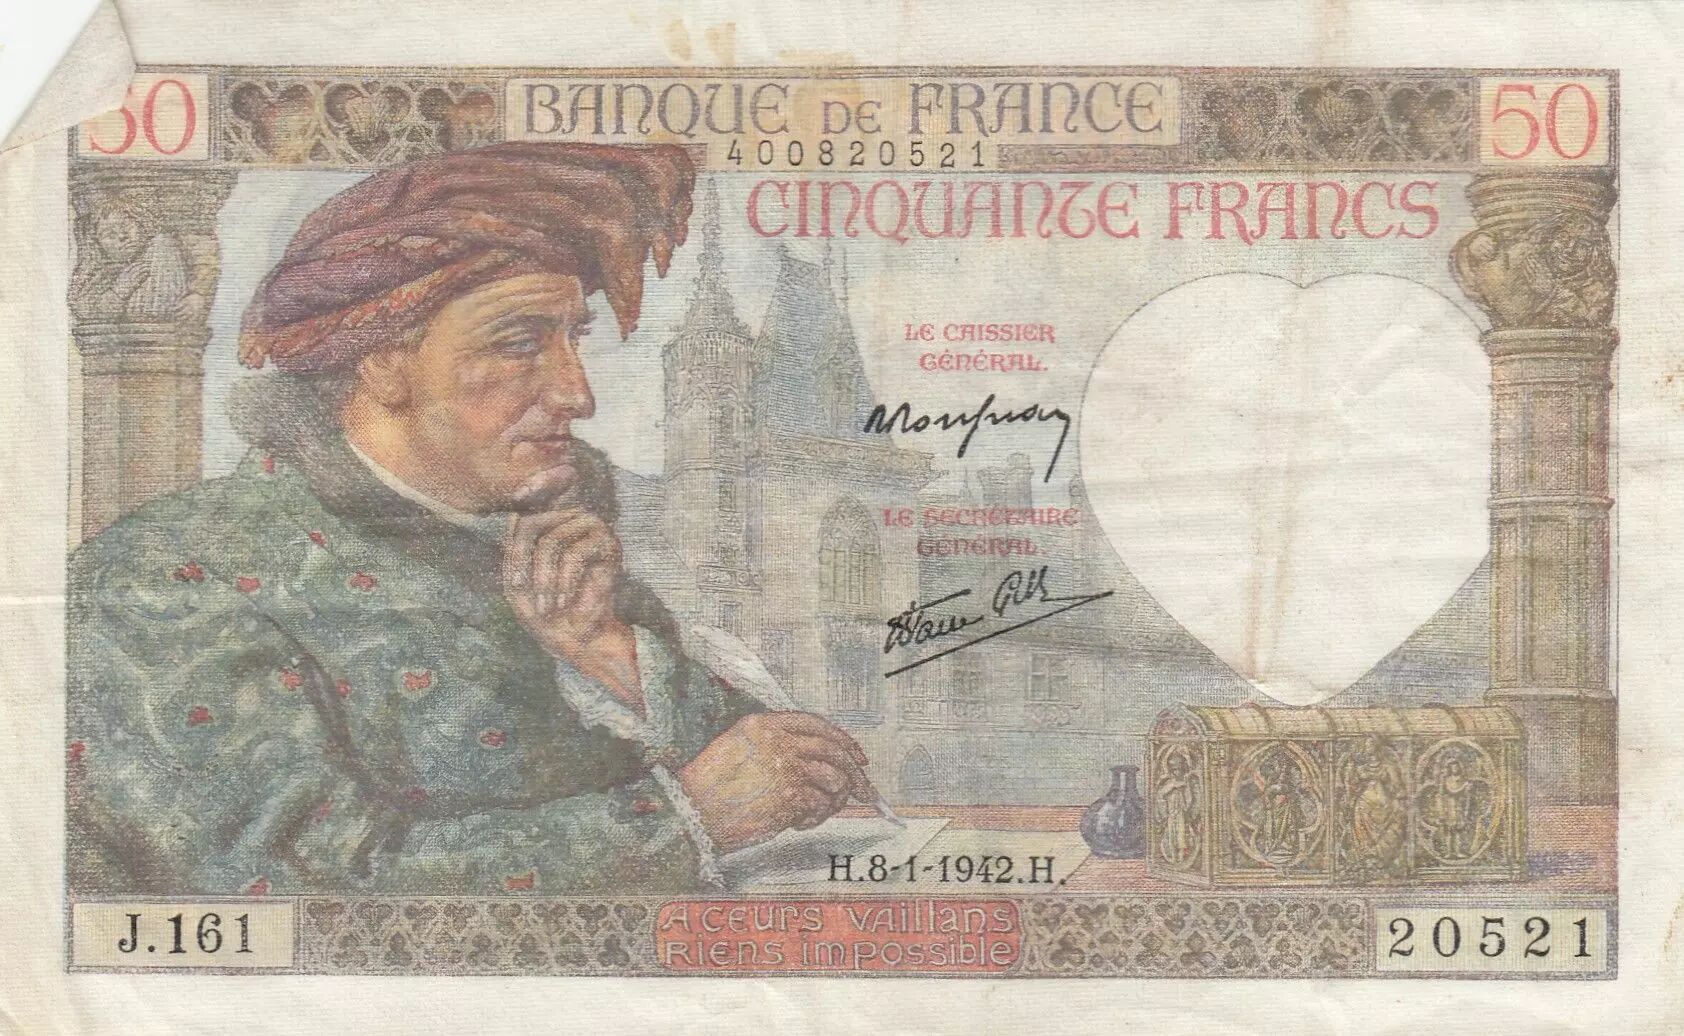 50 BANQUE DE FRANCE 50
400820521
CINQUANTE FRANCS
LE CAISSIER
GÉNÉRAL.
LE SECRÉTAIRE
GÉNÉRAL.
H.8-1-1942.H.
J.161
A CEURS VAILLANS
RIENS IMPOSSIBLE
20521